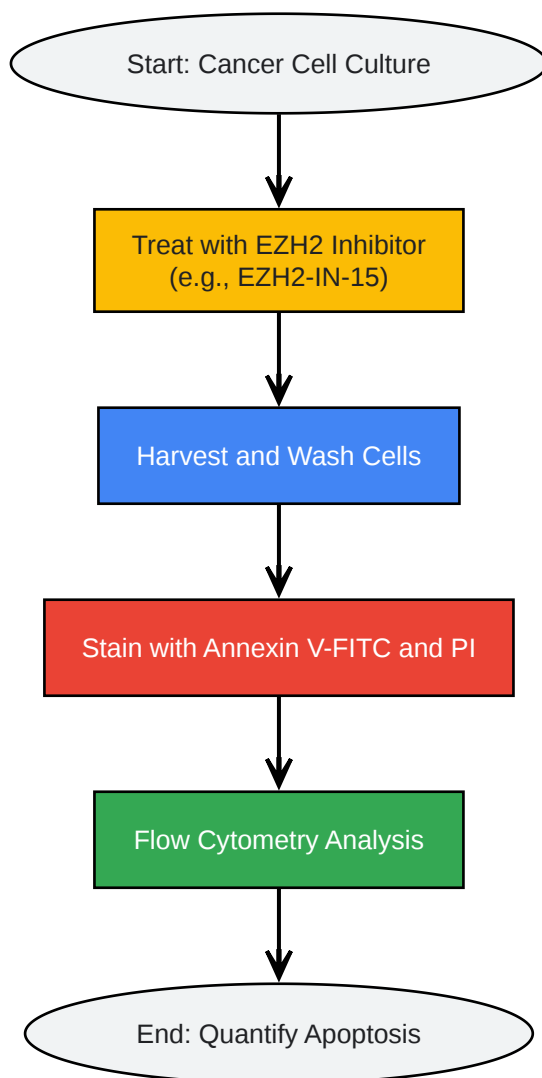 Start: Cancer Cell Culture
Treat with EZH2 Inhibitor
(e.g., EZH2-IN-15)
Harvest and Wash Cells
Stain with Annexin V-FITC and PI
Flow Cytometry Analysis
End: Quantify Apoptosis